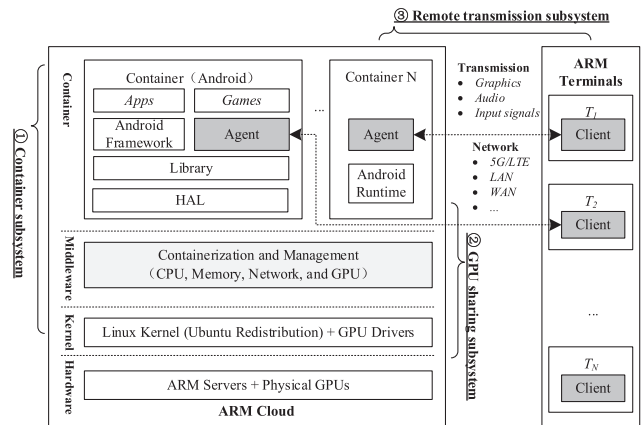 ③ Remote transmission subsystem
① Container subsystem
Container
Container（Android）
Apps
Games
Android
Framework
Agent
Library
HAL
...
Container N
Agent
Android
Runtime
Transmission
• Graphics
• Audio
• Input signals
Network
• 5G/LTE
• LAN
• WAN
• ...
ARM
Terminals
T1
Client
T2
Client
...
TN
Client
② GPU sharing subsystem
Middleware
Containerization and Management
（CPU, Memory, Network, and GPU）
Kernel
Linux Kernel (Ubuntu Redistribution) + GPU Drivers
Hardware
ARM Servers + Physical GPUs
ARM Cloud